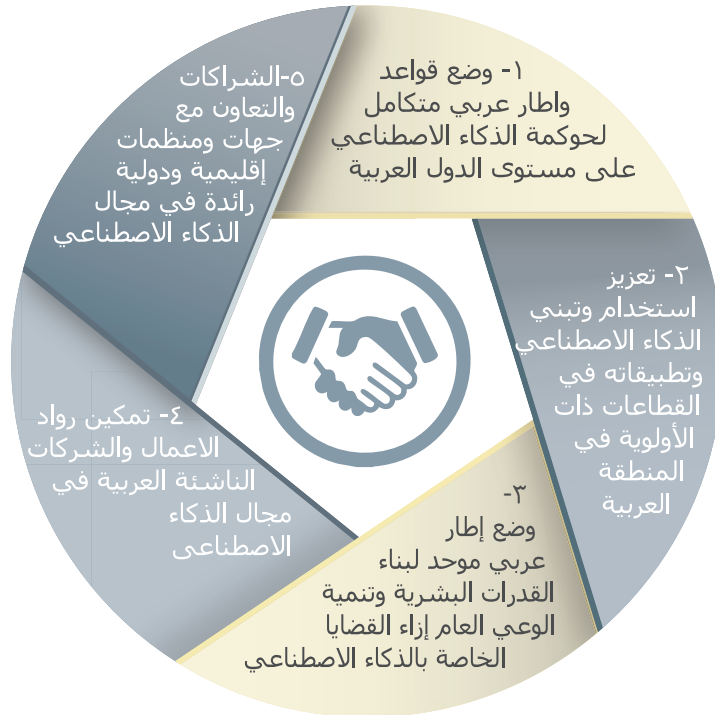 ١- وضع قواعد
واطار عربي متكامل
لحوكمة الذكاء الاصطناعي
على مستوى الدول العربية
٢- تعزيز
استخدام وتبني
الذكاء الاصطناعي
وتطبيقاته في
القطاعات ذات
الأولوية في
المنطقة
العربية
٣-
وضع إطار
عربي موحد لبناء
القدرات البشرية وتنمية
الوعي العام إزاء القضايا
الخاصة بالذكاء الاصطناعي
٤- تمكين رواد
الاعمال والشركات
الناشئة العربية في
مجال الذكاء
الاصطناعى
٥-الشراكات
والتعاون مع
جهات ومنظمات
إقليمية ودولية
رائدة في مجال
الذكاء الاصطناعي